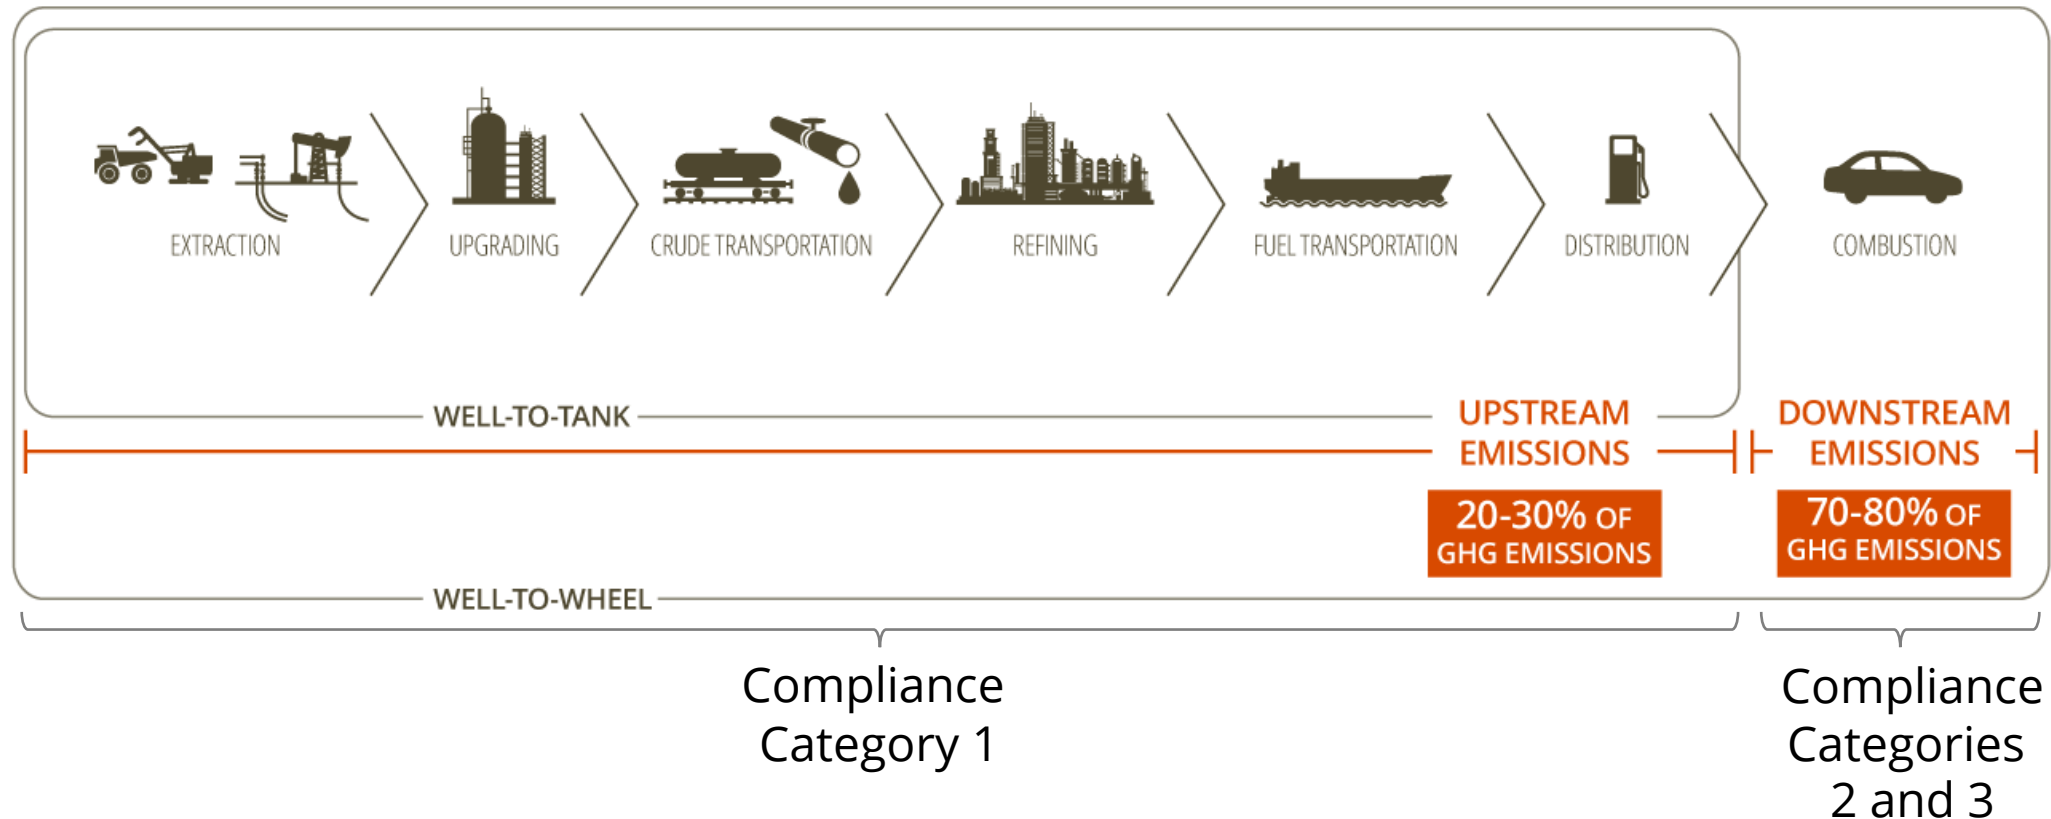 EXTRACTION
UPGRADING
CRUDE TRANSPORTATION
REFINING
FUEL TRANSPORTATION
DISTRIBUTION
COMBUSTION
WELL-TO-TANK
UPSTREAM
EMISSIONS
DOWNSTREAM
EMISSIONS
20-30% OF
GHG EMISSIONS
70-80% OF
GHG EMISSIONS
WELL-TO-WHEEL
Compliance
Category 1
Compliance
Categories
2 and 3